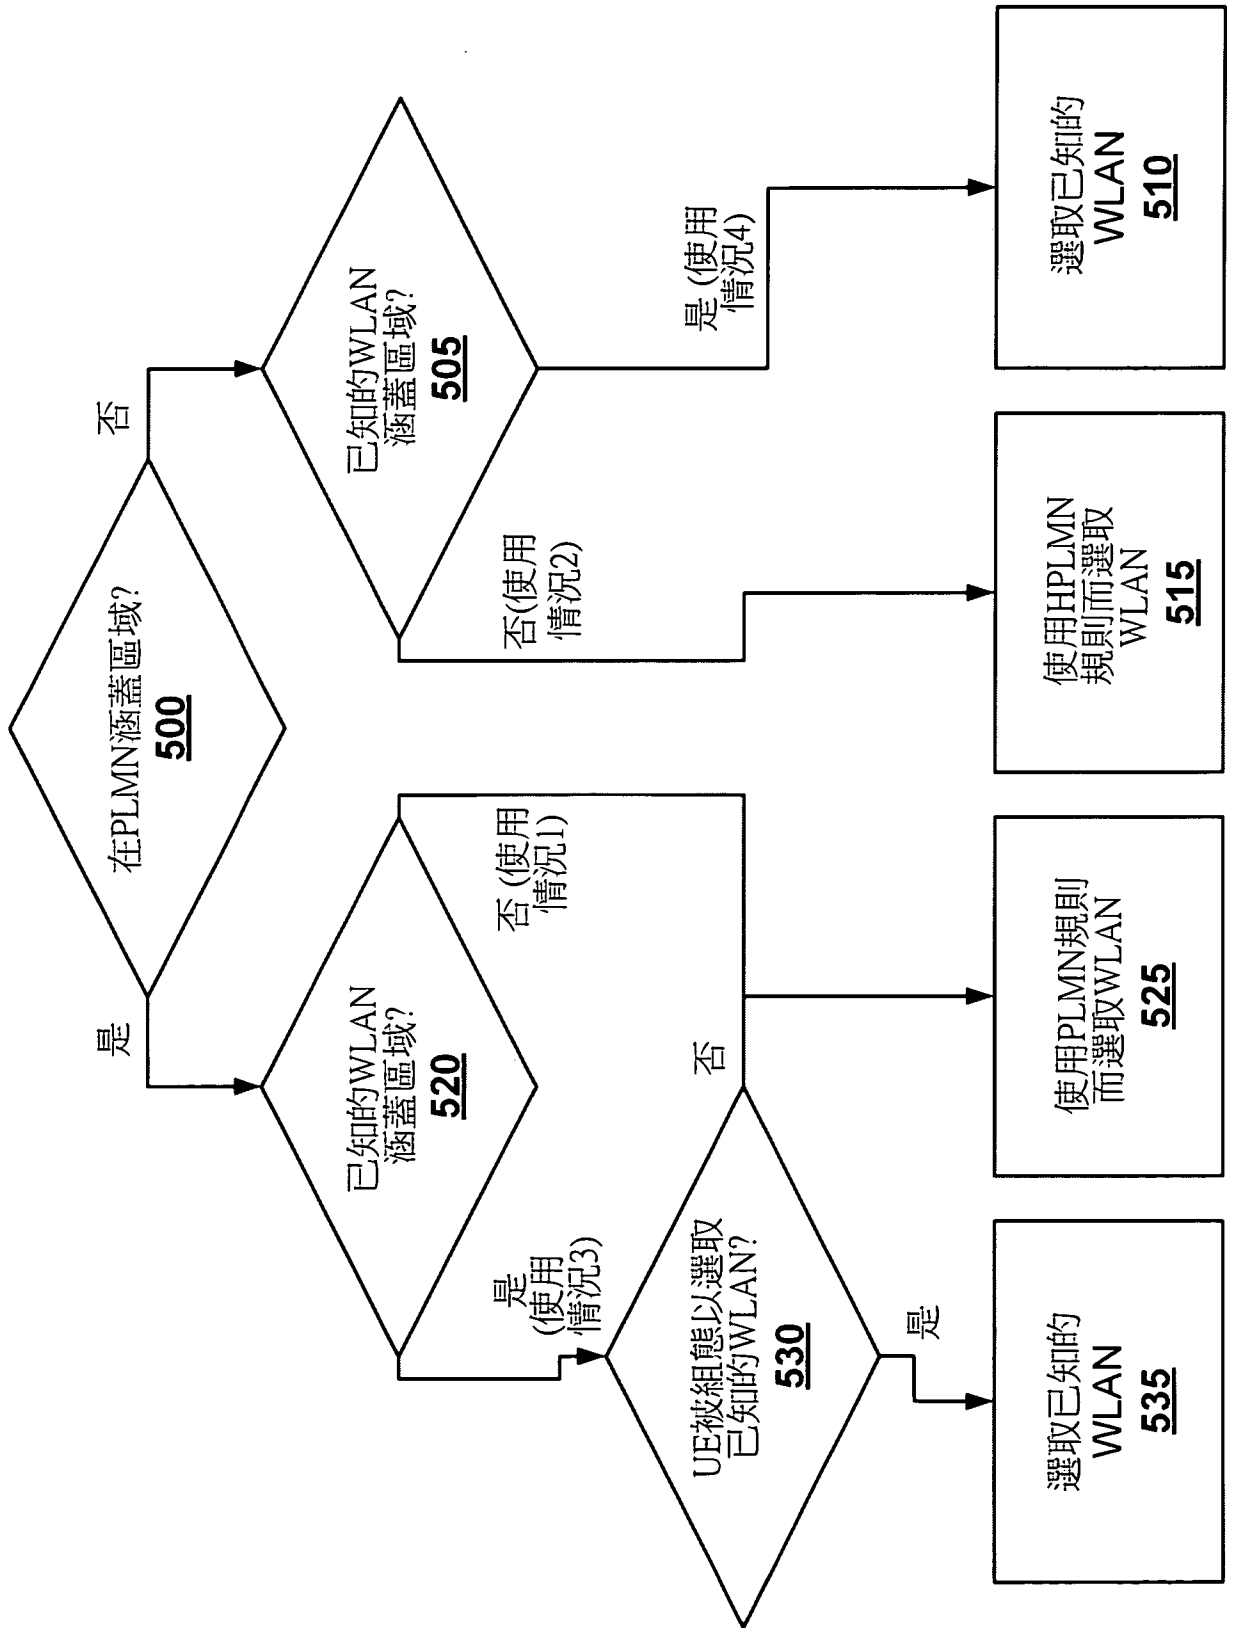 在PLMN涵蓋區域?
500
是
否
已知的WLAN
涵蓋區域?
520
已知的WLAN
涵蓋區域?
505
是
(使用
情況3)
否 (使用
情況1)
否(使用
情況2)
是 (使用
情況4)
UE被組態以選取
已知的WLAN?
530
否
是
選取已知的
WLAN
535
使用PLMN規則
而選取WLAN
525
使用HPLMN
規則而選取
WLAN
515
選取已知的
WLAN
510